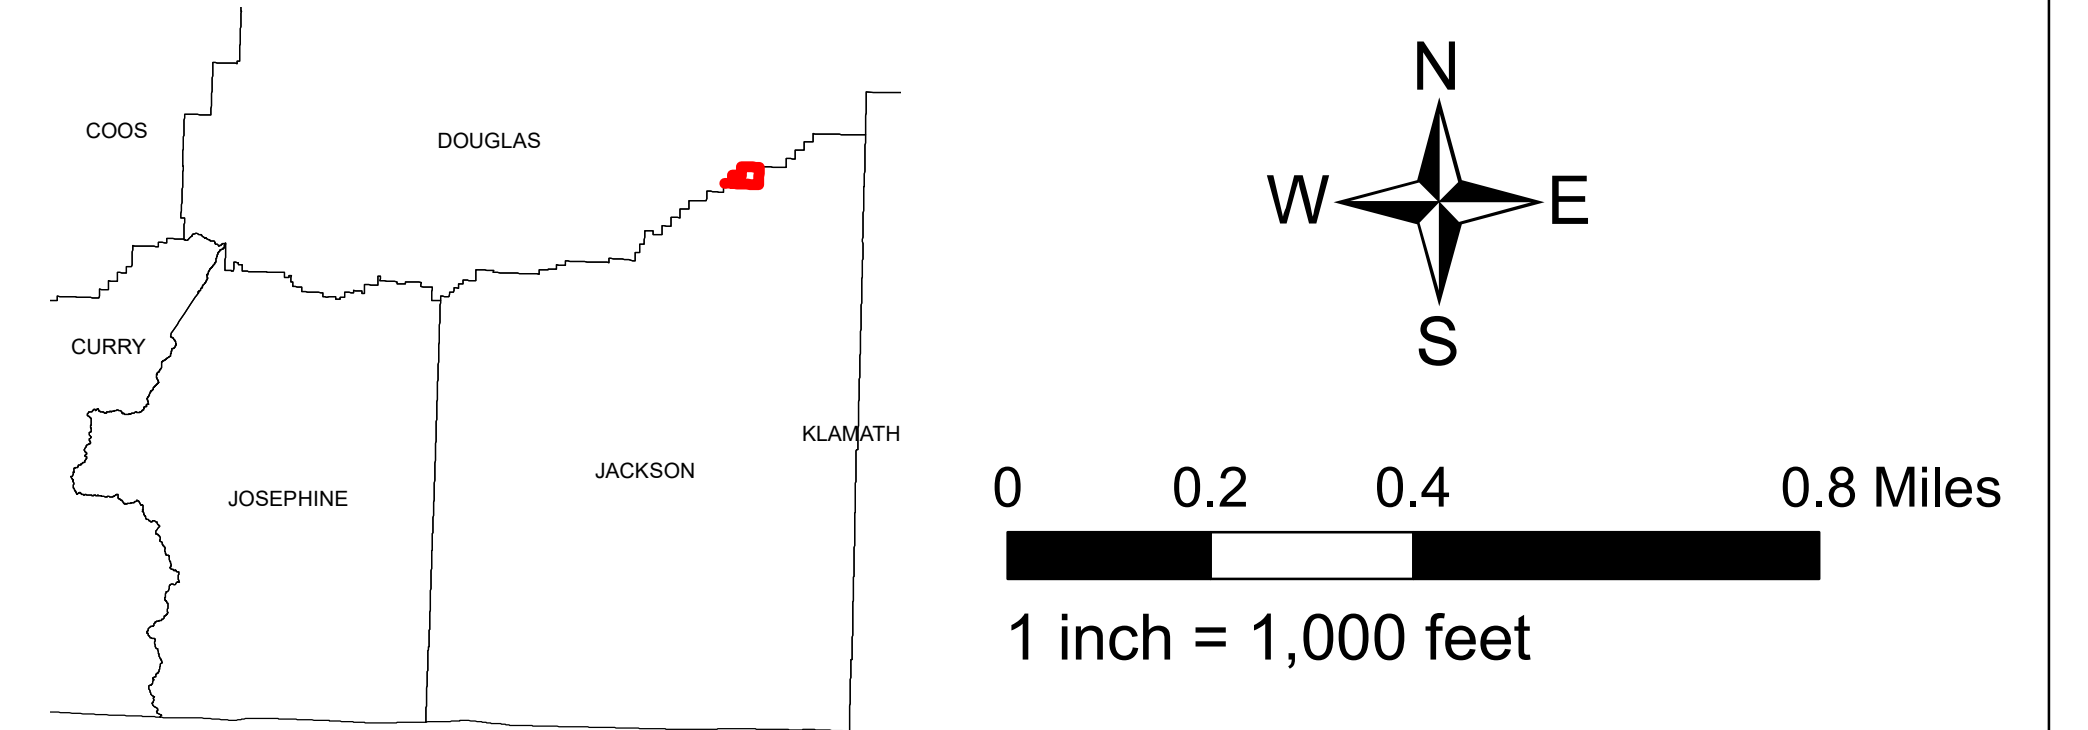 COOS
DOUGLAS
CURRY
KLAMATH
JACKSON
JOSEPHINE
N
W E
S
0 0.2 0.4 0.8 Miles
1 inch = 1,000 feet